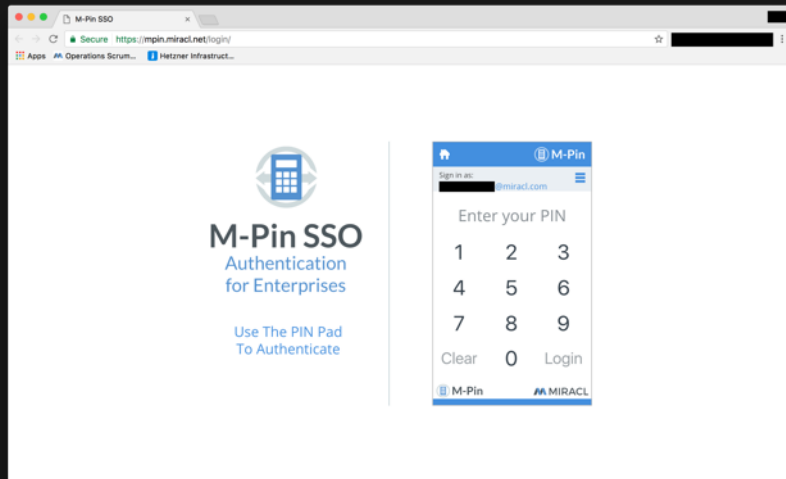 M-Pin SSO
Secure https://mpin.miracl.net/login/
Apps Operations Scrum... Hetzner Infrastruct...
M-Pin SSO
Authentication
for Enterprises
Use The PIN Pad
To Authenticate
M-Pin
Sign in as:
@miracl.com
Enter your PIN
1 2 3
4 5 6
7 8 9
Clear 0 Login
M-Pin MIRACL